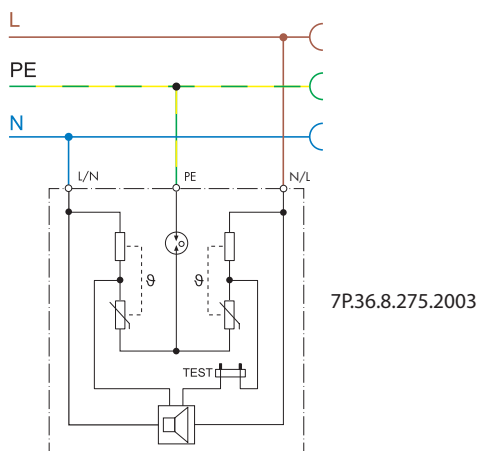 L
PE
N
L/N PE N/L
ϑ ϑ
7P.36.8.275.2003
TEST